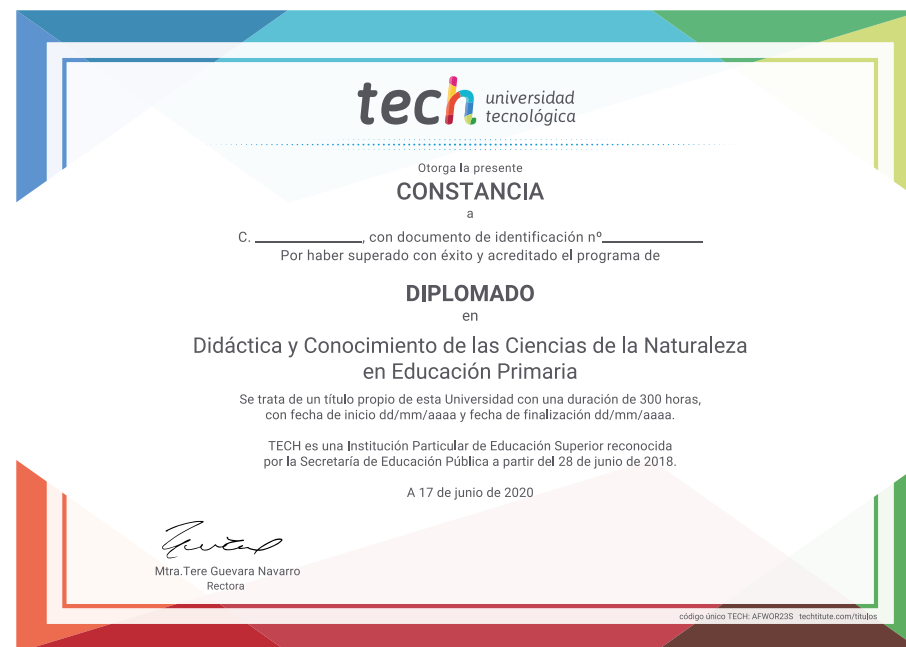 tech universidad
tecnológica
Otorga la presente
CONSTANCIA
a
C. ______________, con documento de identificación nº_____________
Por haber superado con éxito y acreditado el programa de
DIPLOMADO
en
Didáctica y Conocimiento de las Ciencias de la Naturaleza
en Educación Primaria
Se trata de un título propio de esta Universidad con una duración de 300 horas,
con fecha de inicio dd/mm/aaaa y fecha de finalización dd/mm/aaaa.
TECH es una Institución Particular de Educación Superior reconocida
por la Secretaría de Educación Pública a partir del 28 de junio de 2018.
A 17 de junio de 2020
Mtra.Tere Guevara Navarro
Rectora
código único TECH: AFWOR23S techtitute.com/titulos